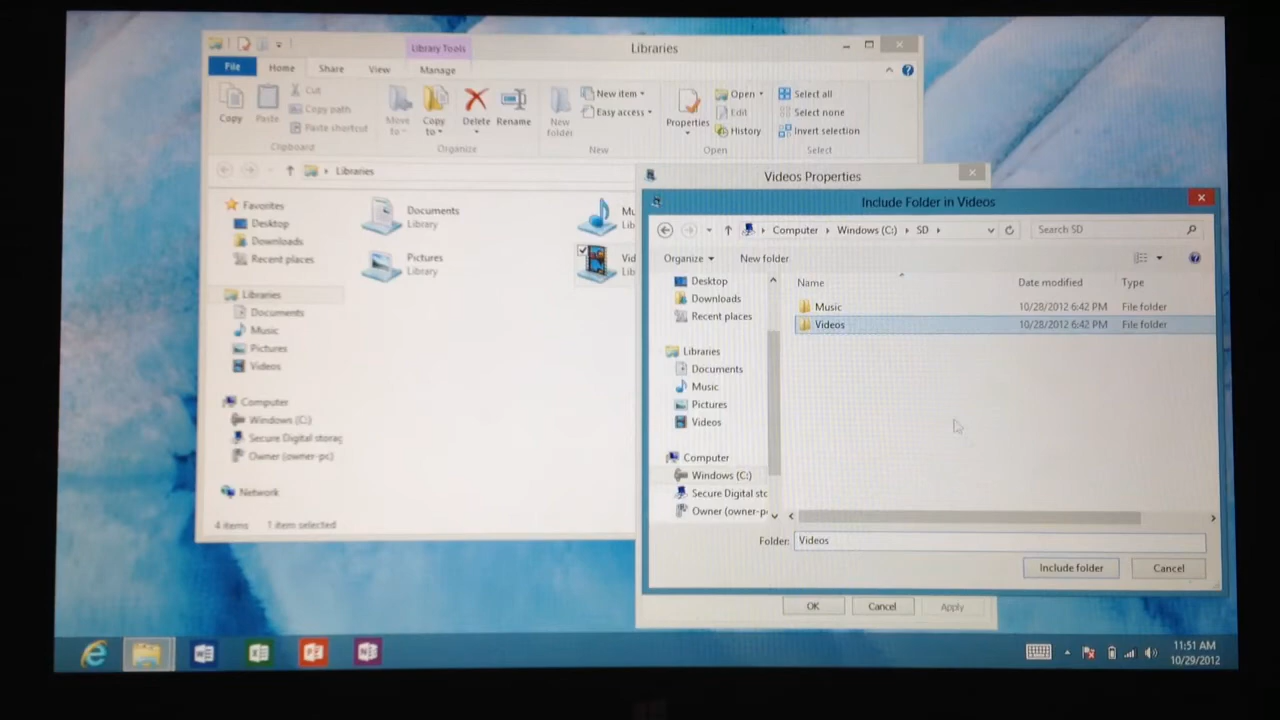 Library Tools
Libraries
File
Home
Share
View
Manage
Copy
Paste
Cut
Copy path
Paste shortcut
Clipboard
Move to
Copy to
Delete
Rename
Organize
New folder
New item
Easy access
New
Properties
Open
Edit
History
Open
Select all
Select none
Invert selection
Select
Libraries
Favorites
Desktop
Downloads
Recent places
Libraries
Documents
Music
Pictures
Videos
Computer
Windows (C:)
Secure Digital storag
Owner (owner-pc)
Network
4 items
1 item selected
Documents
Library
Pictures
Library
Mu
Lib
Vid
Lib
Videos Properties
Include Folder in Videos
Computer
Windows (C:)
SD
Search SD
Organize
New folder
Desktop
Downloads
Recent places
Libraries
Documents
Music
Pictures
Videos
Computer
Windows (C:)
Secure Digital stc
Owner (owner-p
Name
Date modified
Type
Music
10/28/2012 6:42 PM
File folder
Videos
10/28/2012 6:42 PM
File folder
Folder:
Videos
Include folder
Cancel
OK
Cancel
Apply
11:51 AM
10/29/2012